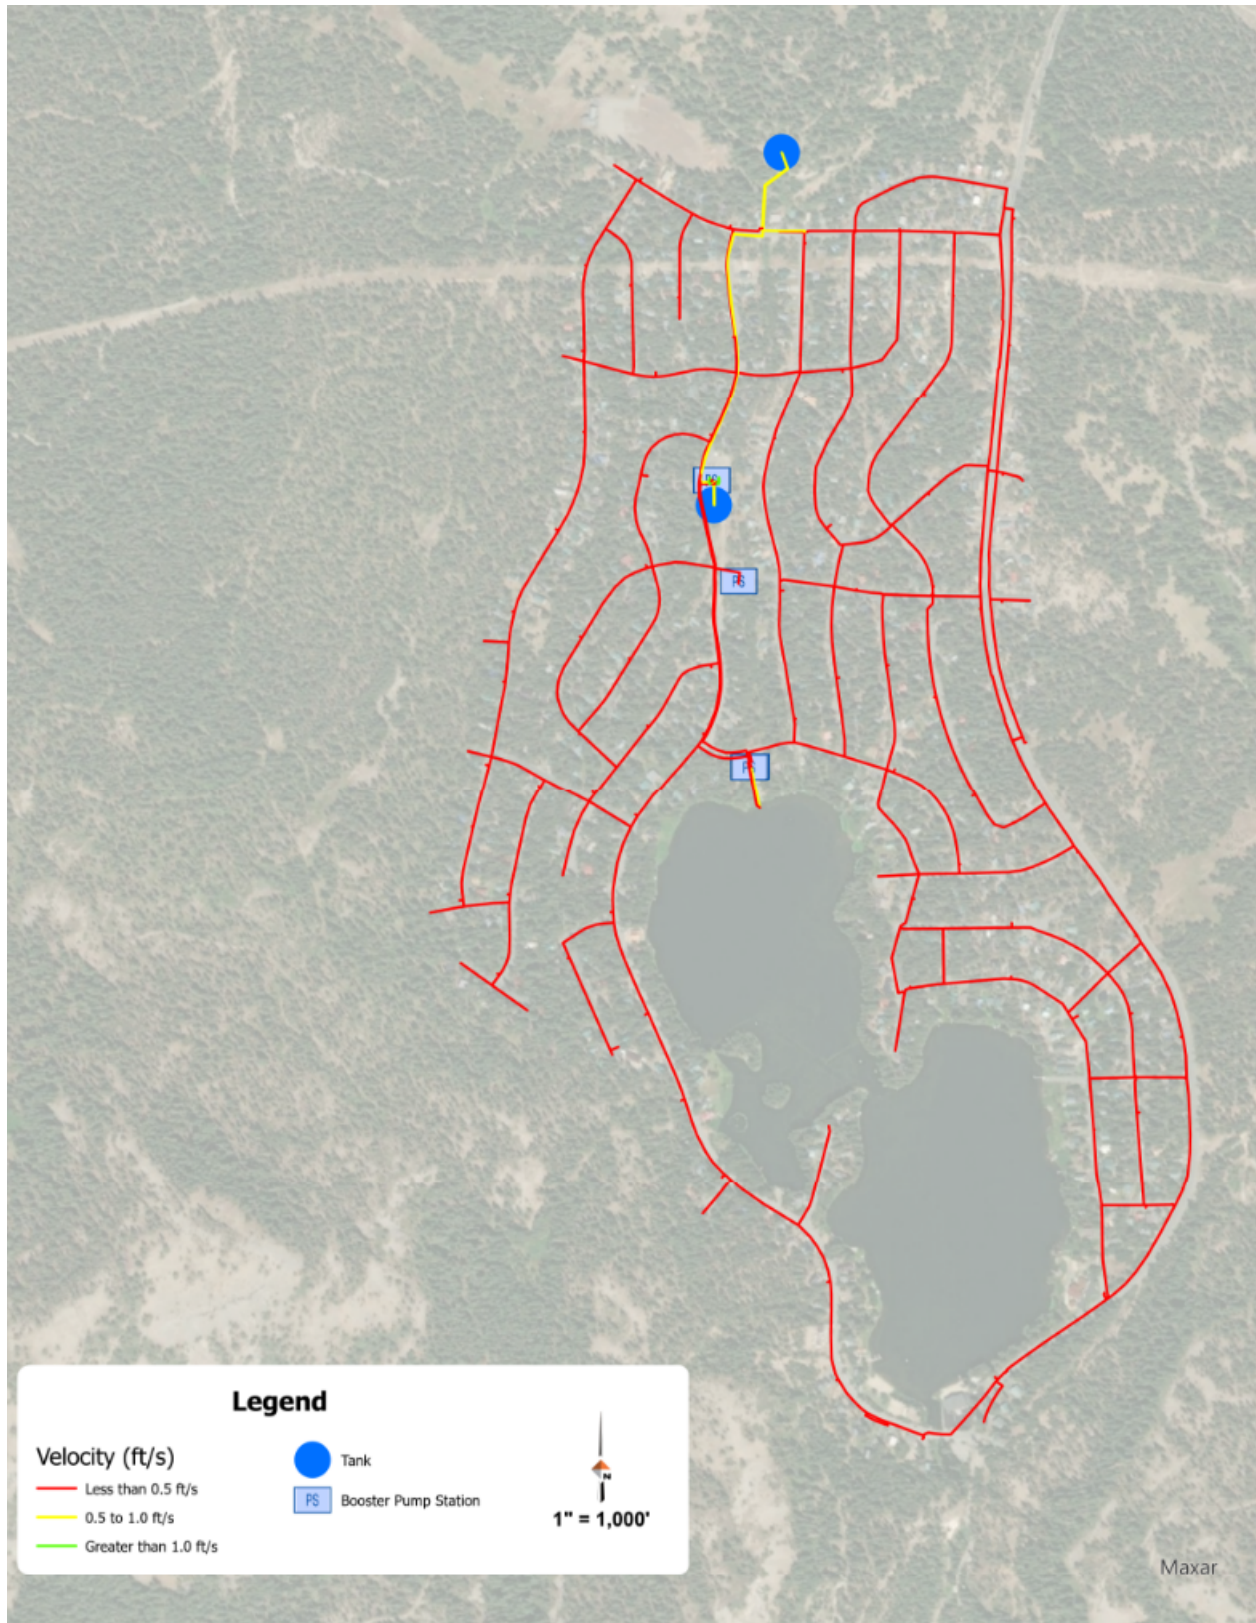 PS
PS
PS
Legend
Velocity (ft/s)
Less than 0.5 ft/s
0.5 to 1.0 ft/s
Greater than 1.0 ft/s
Tank
PS Booster Pump Station
N
1" = 1,000'
Maxar